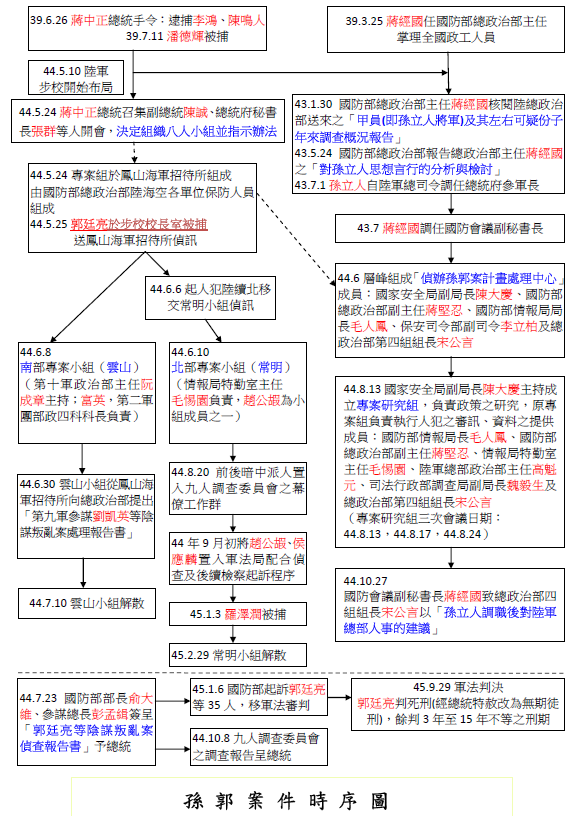 39.6.26 蔣中正總統手令：逮捕李鴻、陳鳴人
39.7.11 潘德輝被捕
39.3.25 蔣經國任國防部總政治部主任
掌理全國政工人員
44.5.10 陸軍
步校開始布局
44.5.24 蔣中正總統召集副總統陳誠、總統府秘書
長張群等人開會，決定組織八人小組並指示辦法
43.1.30 國防部總政治部主任蔣經國核閱陸總政治
部送來之「甲員(即孫立人將軍)及其左右可疑份子
年來調查概況報告」
43.5.24 國防部總政治部報告總政治部主任蔣經國
之「對孫立人思想言行的分析與檢討」
43.7.1 孫立人自陸軍總司令調任總統府參軍長
44.5.24 專案組於鳳山海軍招待所組成
由國防部總政治部陸海空各單位保防人員
組成
44.5.25 郭廷亮於步校校長室被捕
送鳳山海軍招待所偵訊
43.7 蔣經國調任國防會議副秘書長
44.6.6 起人犯陸續北移
交常明小組偵訊
44.6 層峰組成「偵辦孫郭案計畫處理中心」
成員：國家安全局副局長陳大慶、國防部
總政治部副主任蔣堅忍、國防部情報局局
長毛人鳳、保安司令部副司令李立柏及總
政治部第四組組長宋公言
44.6.8
南部專案小組（雲山）
（第十軍政治部主任阮
成章主持；富英，第二軍
團部政四科科長負責）
44.6.10
北部專案小組（常明）
（情報局特勤室主任
毛惕園負責，趙公嘏為小
組成員之一）
44.8.13 國家安全局副局長陳大慶主持成
立專案研究組，負責政策之研究，原專
案組負責執行人犯之審訊、資料之提供
成員：國防部情報局長毛人鳳、國防部
總政治部副主任蔣堅忍、情報局特勤室
主任毛惕園、陸軍總部政治部主任高魁
元、司法行政部調查局副局長魏毅生及
總政治部第四組組長宋公言
（專案研究組三次會議日期：
44.8.13，44.8.17，44.8.24）
44.6.30 雲山小組從鳳山海
軍招待所向總政治部提出
「第九軍參謀劉凱英等陰
謀叛亂案處理報告書」
44.8.20 前後暗中派人置
入九人調查委員會之幕
僚工作群
44 年 9 月初將趙公嘏、侯
應麟置入軍法局配合偵
查及後續檢察起訴程序
44.7.10 雲山小組解散
45.1.3 羅澤潤被捕
45.2.29 常明小組解散
44.10.27
國防會議副秘書長蔣經國致總政治部四
組組長宋公言以「孫立人調職後對陸軍
總部人事的建議」
44.7.23 國防部部長俞大
維、參謀總長彭孟緝簽呈
「郭廷亮等陰謀叛亂案
偵查報告書」予總統
45.1.6 國防部起訴郭廷亮
等 35 人，移軍法審判
45.9.29 軍法判決
郭廷亮判死刑(經總統特赦改為無期徒
刑)，餘判 3 年至 15 年不等之刑期
44.10.8 九人調查委員會
之調查報告呈總統
孫郭案件時序圖